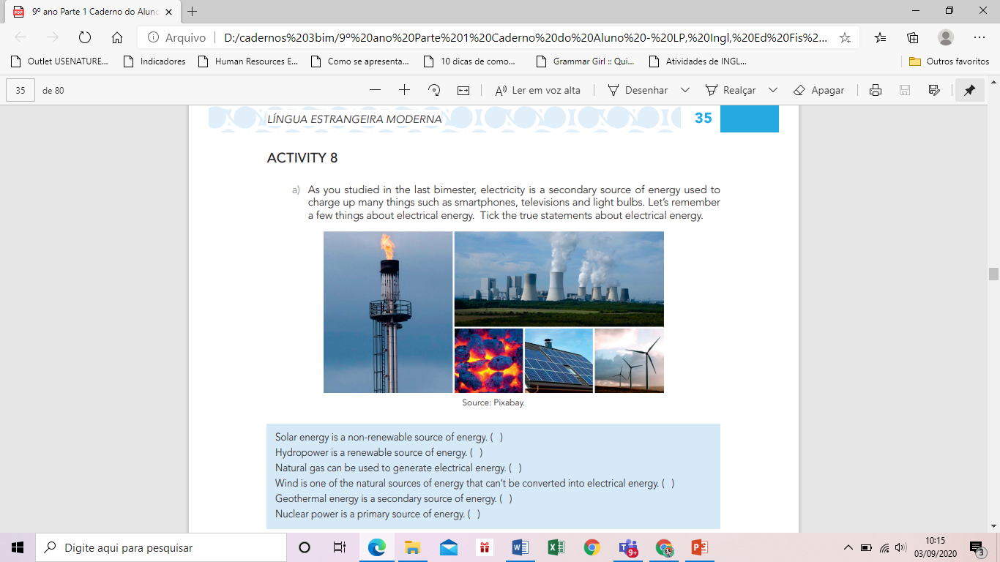 9º ano Parte 1 Caderno do Aluno
Arquivo
D:/cadernos%203bim/9º%20ano%20Parte%201%20Caderno%20do%20Aluno%20-%20LP,%20Ingl,%20Ed%20Fis%2...
Outlet USENATURE...
Indicadores
Human Resources E...
Como se apresenta...
10 dicas de como...
Grammar Girl :: Qui...
Atividades de INGL...
Outros favoritos
35
de 80
Ler em voz alta
Desenhar
Realçar
Apagar
LÍNGUA ESTRANGEIRA MODERNA
35
ACTIVITY 8
a) As you studied in the last bimester, electricity is a secondary source of energy used to
charge up many things such as smartphones, televisions and light bulbs. Let's remember
a few things about electrical energy. Tick the true statements about electrical energy.
Source: Pixabay.
Solar energy is a non-renewable source of energy. ( )
Hydropower is a renewable source of energy. ( )
Natural gas can be used to generate electrical energy. ( )
Wind is one of the natural sources of energy that can't be converted into electrical energy. ( )
Geothermal energy is a secondary source of energy. ( )
Nuclear power is a primary source of energy. ( )
Digite aqui para pesquisar
9+
10:15
03/09/2020
3